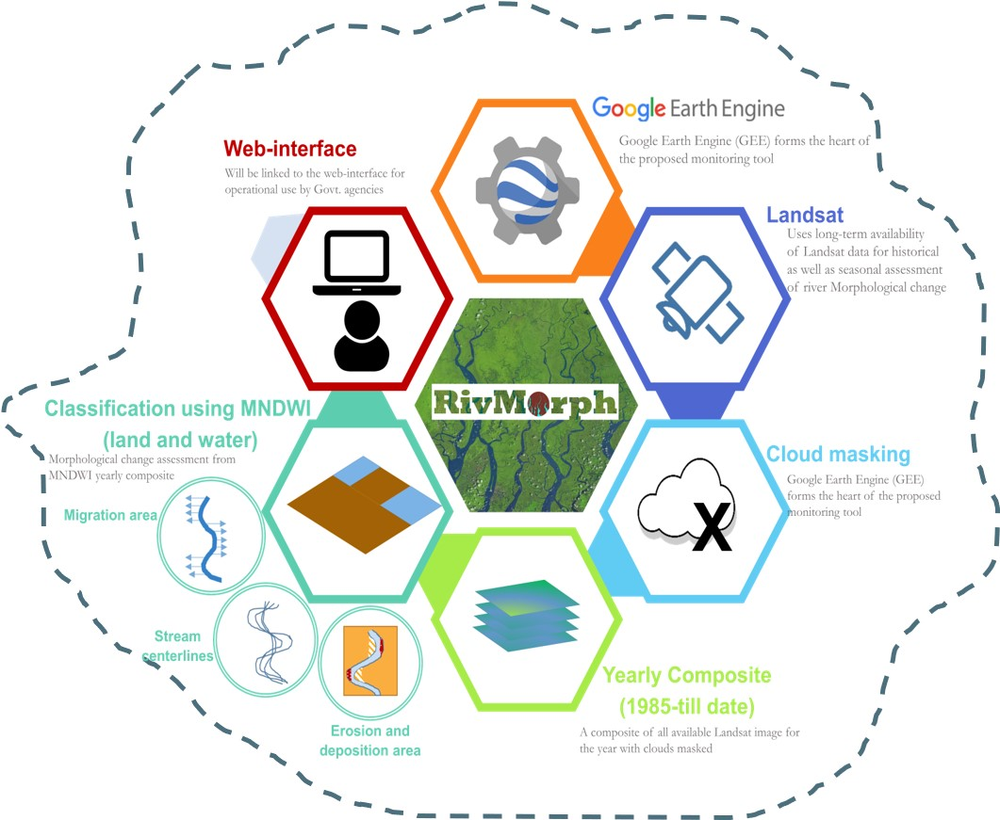 Google Earth Engine
Google Earth Engine (GEE) forms the heart of
the proposed monitoring tool
Web-interface
Will be linked to the web-interface for
operational use by Govt. agencies
Landsat
Uses long-term availability
of Landsat data for historical
as well as seasonal assessment
of river Morphological change
RivMorph
Classification using MNDWI
(land and water)
Morphological change assessment from
MNDWI yearly composite
Cloud masking
Google Earth Engine (GEE)
forms the heart of the proposed
monitoring tool
X
Migration area
Stream
centerlines
Erosion and
deposition area
Yearly Composite
(1985-till date)
A composite of all available Landsat image for
the year with clouds masked